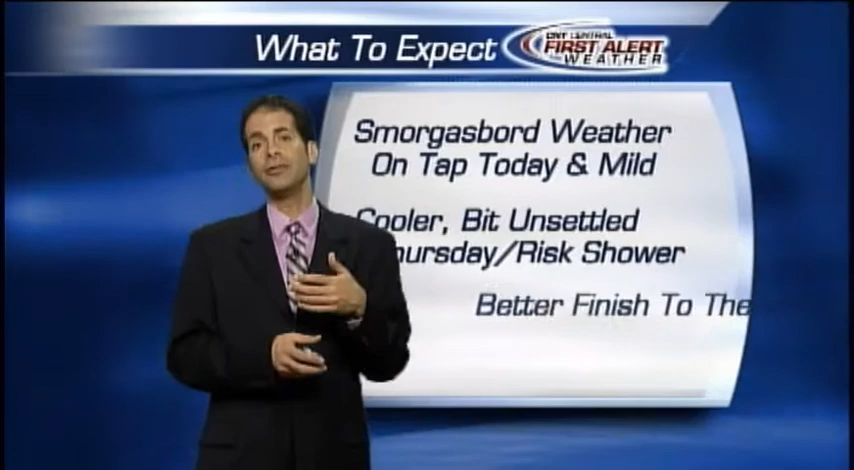 What To Expect
CNY CENTRAL
FIRST ALERT
WEATHER
Smorgasbord Weather
On Tap Today & Mild
Cooler, Bit Unsettled
Thursday/Risk Shower
Better Finish To The